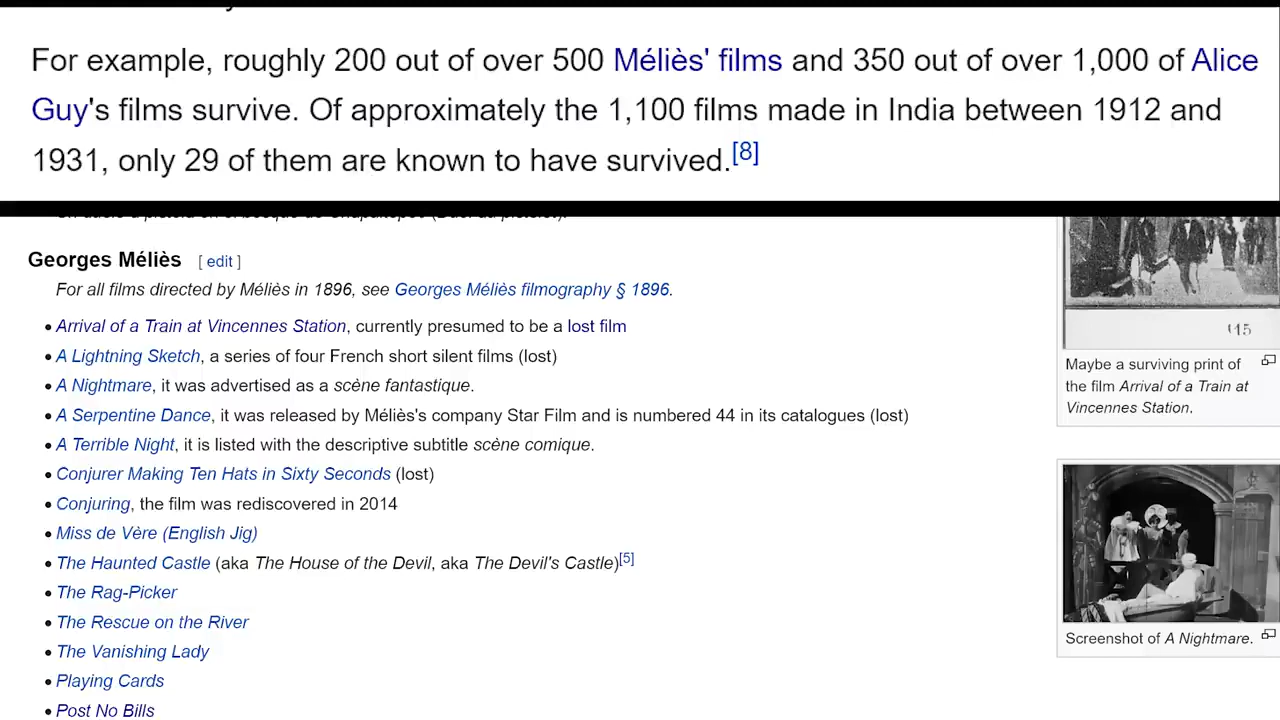 For example, roughly 200 out of over 500 Méliès' films and 350 out of over 1,000 of Alice
Guy's films survive. Of approximately the 1,100 films made in India between 1912 and
1931, only 29 of them are known to have survived.[8]
Georges Méliès [ edit ]
For all films directed by Méliès in 1896, see Georges Méliès filmography § 1896.
• Arrival of a Train at Vincennes Station, currently presumed to be a lost film
• A Lightning Sketch, a series of four French short silent films (lost)
• A Nightmare, it was advertised as a scène fantastique.
• A Serpentine Dance, it was released by Méliès's company Star Film and is numbered 44 in its catalogues (lost)
• A Terrible Night, it is listed with the descriptive subtitle scène comique.
• Conjurer Making Ten Hats in Sixty Seconds (lost)
• Conjuring, the film was rediscovered in 2014
• Miss de Vère (English Jig)
• The Haunted Castle (aka The House of the Devil, aka The Devil's Castle)[5]
• The Rag-Picker
• The Rescue on the River
• The Vanishing Lady
• Playing Cards
• Post No Bills
15
Maybe a surviving print of
the film Arrival of a Train at
Vincennes Station.
Screenshot of A Nightmare.